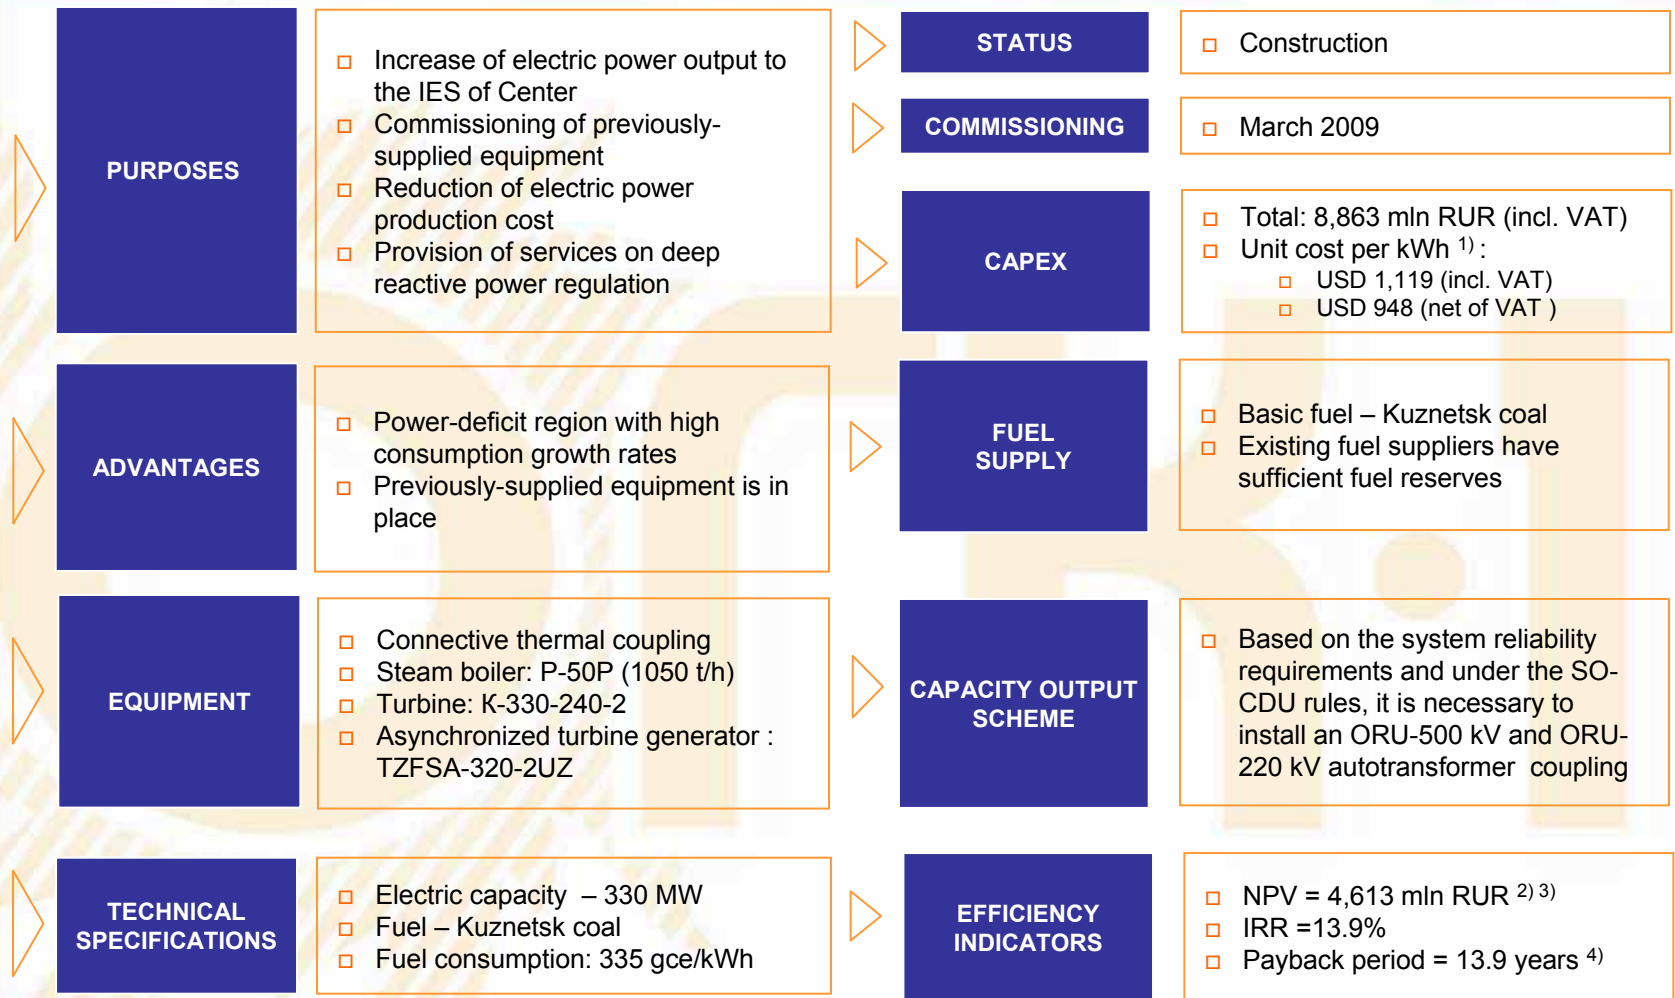 PURPOSES
Increase of electric power output to
the IES of Center
Commissioning of previously-
supplied equipment
Reduction of electric power
production cost
Provision of services on deep
reactive power regulation
ADVANTAGES
Power-deficit region with high
consumption growth rates
Previously-supplied equipment is in
place
EQUIPMENT
Connective thermal coupling
Steam boiler: P-50P (1050 t/h)
Turbine: К-330-240-2
Asynchronized turbine generator :
TZFSA-320-2UZ
TECHNICAL
SPECIFICATIONS
Electric capacity – 330 MW
Fuel – Kuznetsk coal
Fuel consumption: 335 gce/kWh
STATUS
Construction
COMMISSIONING
March 2009
CAPEX
Total: 8,863 mln RUR (incl. VAT)
Unit cost per kWh 1) :
USD 1,119 (incl. VAT)
USD 948 (net of VAT )
FUEL
SUPPLY
Basic fuel – Kuznetsk coal
Existing fuel suppliers have
sufficient fuel reserves
CAPACITY OUTPUT
SCHEME
Based on the system reliability
requirements and under the SO-
CDU rules, it is necessary to
install an ORU-500 kV and ORU-
220 kV autotransformer coupling
EFFICIENCY
INDICATORS
NPV = 4,613 mln RUR 2) 3)
IRR =13.9%
Payback period = 13.9 years 4)